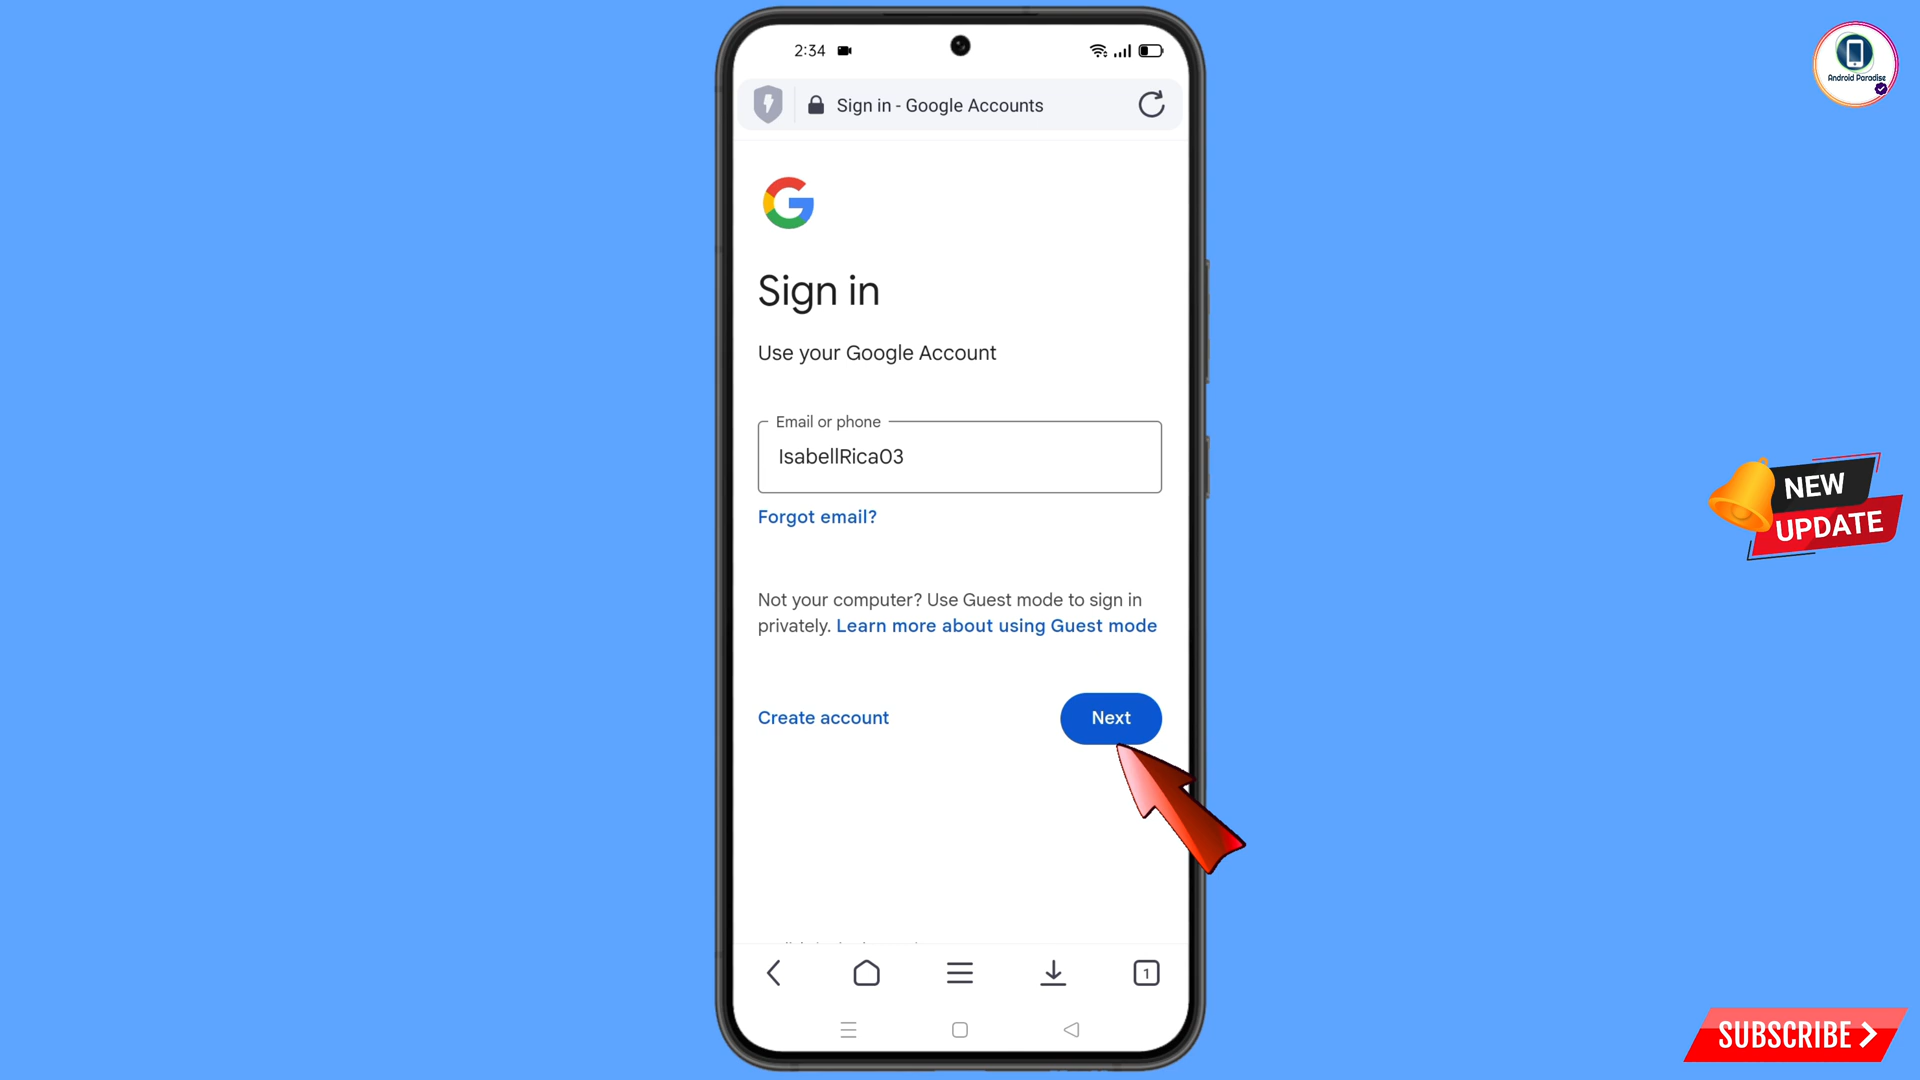 2:34
Android Paradise
Sign in - Google Accounts
Sign in
Use your Google Account
Email or phone
IsabellRica03
Forgot email?
NEW
UPDATE
Not your computer? Use Guest mode to sign in
privately. Learn more about using Guest mode
Create account
Next
1
SUBSCRIBE